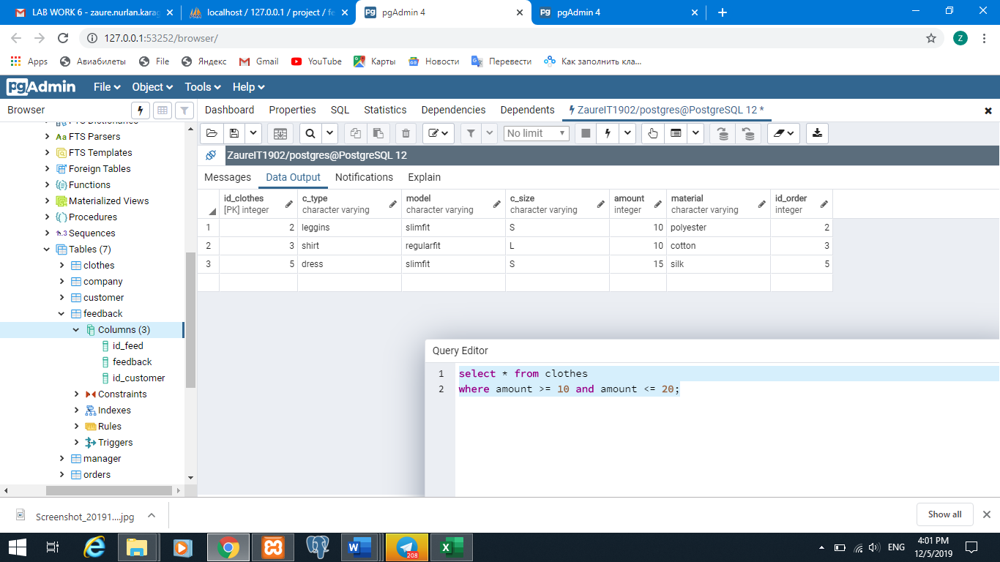 LAB WORK 6 - zaure.nurlan.karag
localhost / 127.0.0.1 / project / fe
pgAdmin 4
pgAdmin 4
127.0.0.1:53252/browser/
Z
Apps
Авиабилеты
File
Яндекс
Gmail
YouTube
Карты
Новости
Перевести
Как заполнить кла...
pgAdmin File Object Tools Help
Browser
Dashboard Properties SQL Statistics Dependencies Dependents ZaureIT1902/postgres@PostgreSQL 12 *
FTS Dictionaries
FTS Parsers
FTS Templates
Foreign Tables
Functions
Materialized Views
Procedures
Sequences
Tables (7)
clothes
company
customer
feedback
Columns (3)
id_feed
feedback
id_customer
Constraints
Indexes
Rules
Triggers
manager
orders
No limit
ZaureIT1902/postgres@PostgreSQL 12
Messages Data Output Notifications Explain
id_clothes c_type model c_size amount material id_order
[PK] integer character varying character varying character varying integer character varying integer
1 2 leggins slimfit S 10 polyester 2
2 3 shirt regularfit L 10 cotton 3
3 5 dress slimfit S 15 silk 5
Query Editor
1 select * from clothes
2 where amount >= 10 and amount <= 20;
Screenshot_20191....jpg
Show all
208
ENG
4:01 PM
12/5/2019